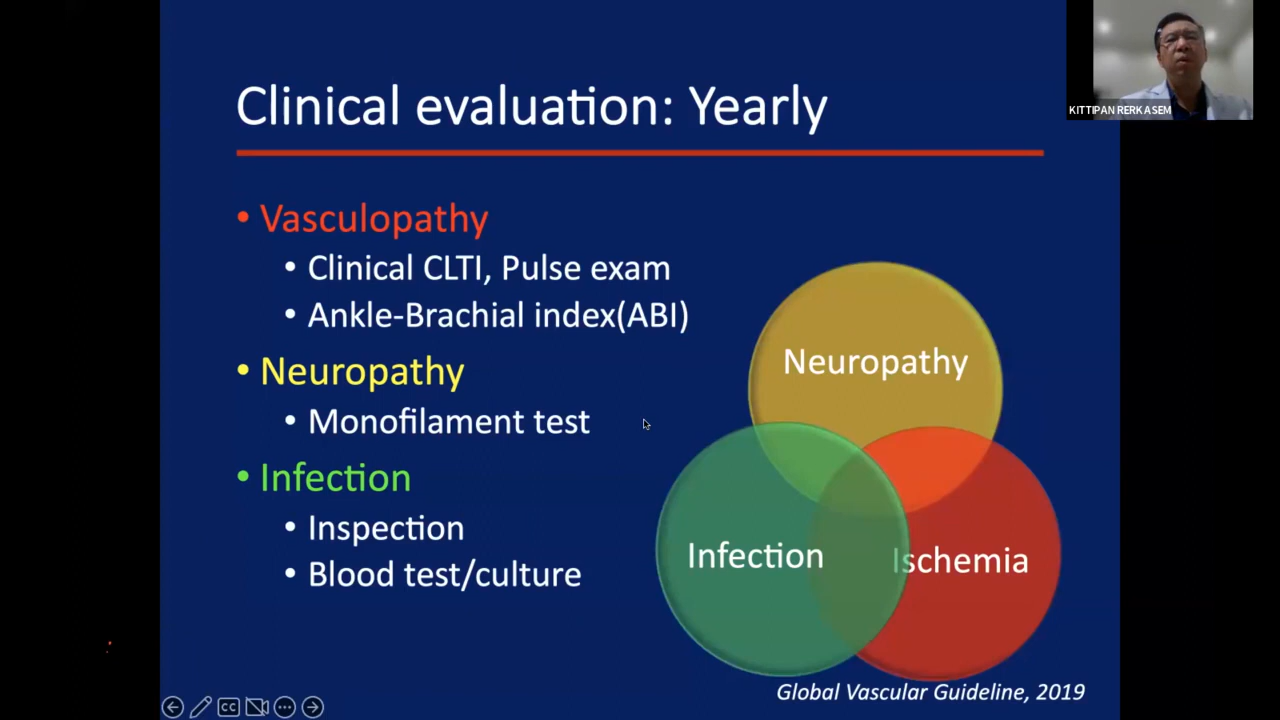 KITTIPAN RERKASEM
Clinical evaluation: Yearly
• Vasculopathy
• Clinical CLTI, Pulse exam
• Ankle-Brachial index(ABI)
• Neuropathy
• Monofilament test
• Infection
• Inspection
• Blood test/culture
Neuropathy
Infection
Ischemia
Global Vascular Guideline, 2019
CC